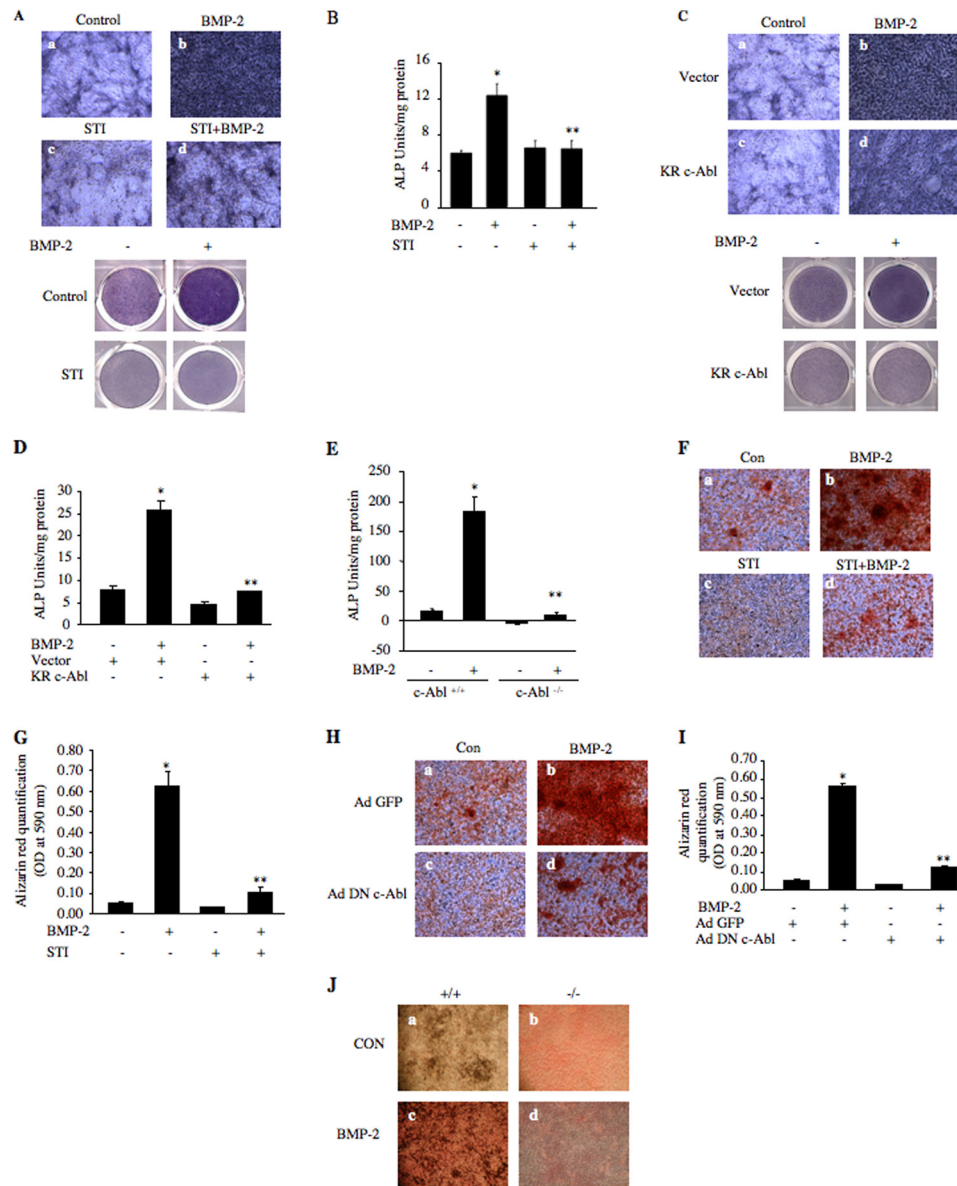 A
Control BMP-2
a b
STI STI+BMP-2
c d
BMP-2 - +
Control
STI
B
ALP Units/mg protein
16
12
8
4
0
*
**
BMP-2 - + - +
STI - - + +
C
Control BMP-2
Vector
a b
KR c-Abl
c d
BMP-2 - +
Vector
KR c-Abl
D
ALP Units/mg protein
30
25
20
15
10
5
0
*
**
BMP-2 - + - +
Vector + + - -
KR c-Abl - - + +
E
ALP Units/mg protein
250
200
150
100
50
0
-50
*
**
BMP-2 - + - +
c-Abl +/+ c-Abl -/-
F
Con BMP-2
a b
STI STI+BMP-2
c d
G
Alizarin red quantification
(OD at 590 nm)
0.80
0.70
0.60
0.50
0.40
0.30
0.20
0.10
0.00
*
**
BMP-2 - + - +
STI - - + +
H
Con BMP-2
Ad GFP
a b
Ad DN c-Abl
c d
I
Alizarin red
quantification
(OD at 590 nm)
0.70
0.60
0.50
0.40
0.30
0.20
0.10
0.00
*
**
BMP-2 - + - +
Ad GFP + + - -
Ad DN c-Abl - - + +
J
+/+ -/-
CON
a b
BMP-2
c d